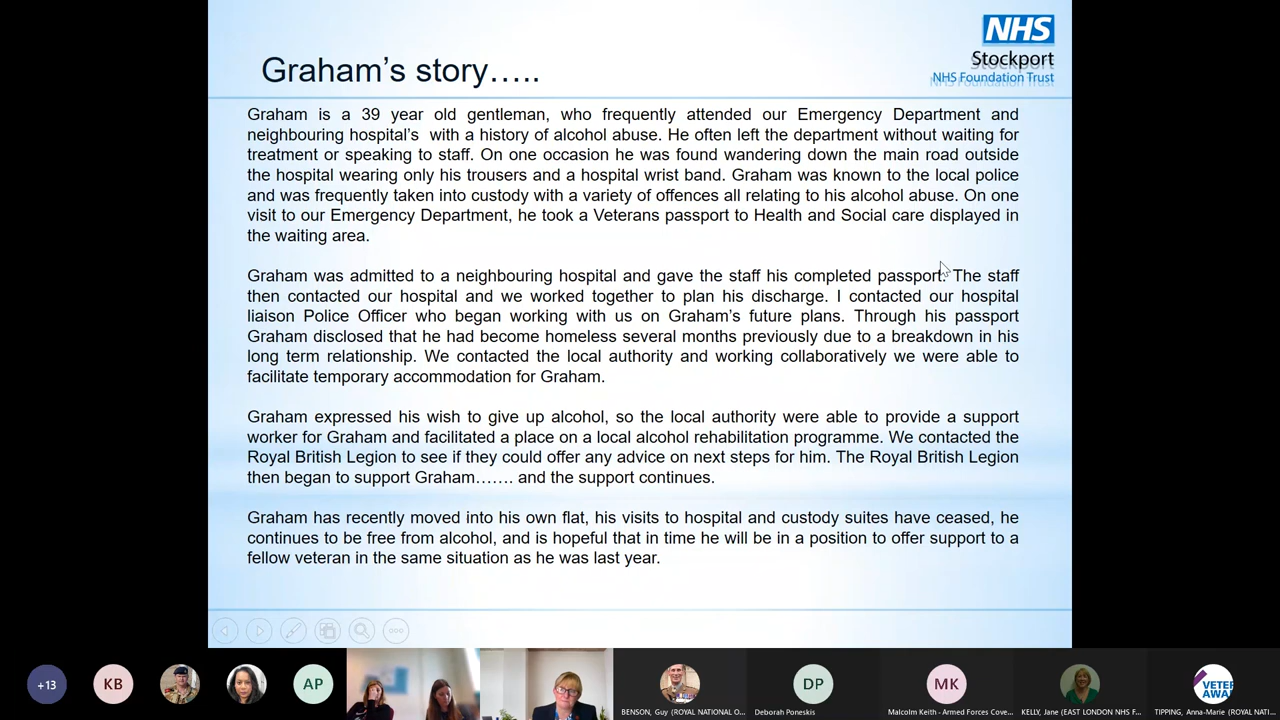 NHS
Stockport
NHS Foundation Trust
Graham’s story…..
Graham is a 39 year old gentleman, who frequently attended our Emergency Department and
neighbouring hospital’s with a history of alcohol abuse. He often left the department without waiting for
treatment or speaking to staff. On one occasion he was found wandering down the main road outside
the hospital wearing only his trousers and a hospital wrist band. Graham was known to the local police
and was frequently taken into custody with a variety of offences all relating to his alcohol abuse. On one
visit to our Emergency Department, he took a Veterans passport to Health and Social care displayed in
the waiting area.
Graham was admitted to a neighbouring hospital and gave the staff his completed passport. The staff
then contacted our hospital and we worked together to plan his discharge. I contacted our hospital
liaison Police Officer who began working with us on Graham’s future plans. Through his passport
Graham disclosed that he had become homeless several months previously due to a breakdown in his
long term relationship. We contacted the local authority and working collaboratively we were able to
facilitate temporary accommodation for Graham.
Graham expressed his wish to give up alcohol, so the local authority were able to provide a support
worker for Graham and facilitated a place on a local alcohol rehabilitation programme. We contacted the
Royal British Legion to see if they could offer any advice on next steps for him. The Royal British Legion
then began to support Graham……. and the support continues.
Graham has recently moved into his own flat, his visits to hospital and custody suites have ceased, he
continues to be free from alcohol, and is hopeful that in time he will be in a position to offer support to a
fellow veteran in the same situation as he was last year.
+13
KB
AP
DP
MK
VETER
AWA
BENSON, Guy (ROYAL NATIONAL O...
Deborah Poneskis
Malcolm Keith - Armed Forces Cove...
KELLY, Jane (EAST LONDON NHS F...
TIPPING, Anna-Marie (ROYAL NATI...